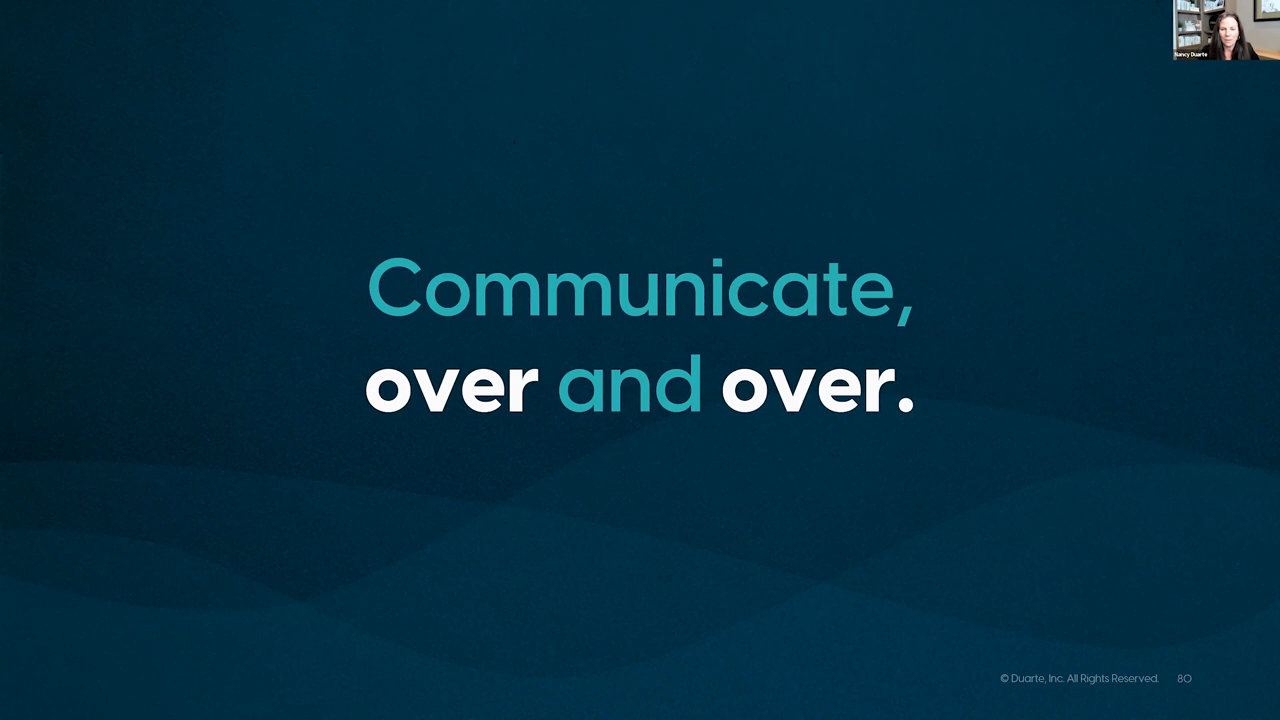 Nancy Duarte
Communicate,
over and over.
© Duarte, Inc. All Rights Reserved. 80